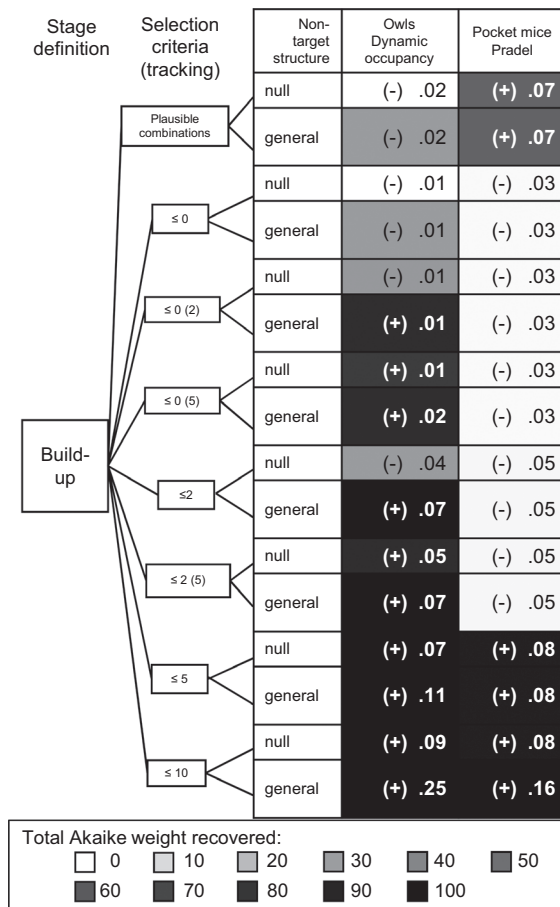 Stage definition
Selection criteria (tracking)
Non-target structure
Owls Dynamic occupancy
Pocket mice Pradel
Build-up
Plausible combinations
null (-) .02 (+) .07
general (-) .02 (+) .07
≤ 0
null (-) .01 (-) .03
general (-) .01 (-) .03
≤ 0 (2)
null (-) .01 (-) .03
general (+) .01 (-) .03
≤ 0 (5)
null (+) .01 (-) .03
general (+) .02 (-) .03
≤2
null (-) .04 (-) .05
general (+) .07 (-) .05
≤ 2 (5)
null (+) .05 (-) .05
general (+) .07 (-) .05
≤ 5
null (+) .07 (+) .08
general (+) .11 (+) .08
≤ 10
null (+) .09 (+) .08
general (+) .25 (+) .16
Total Akaike weight recovered:
0 10 20 30 40 50
60 70 80 90 100